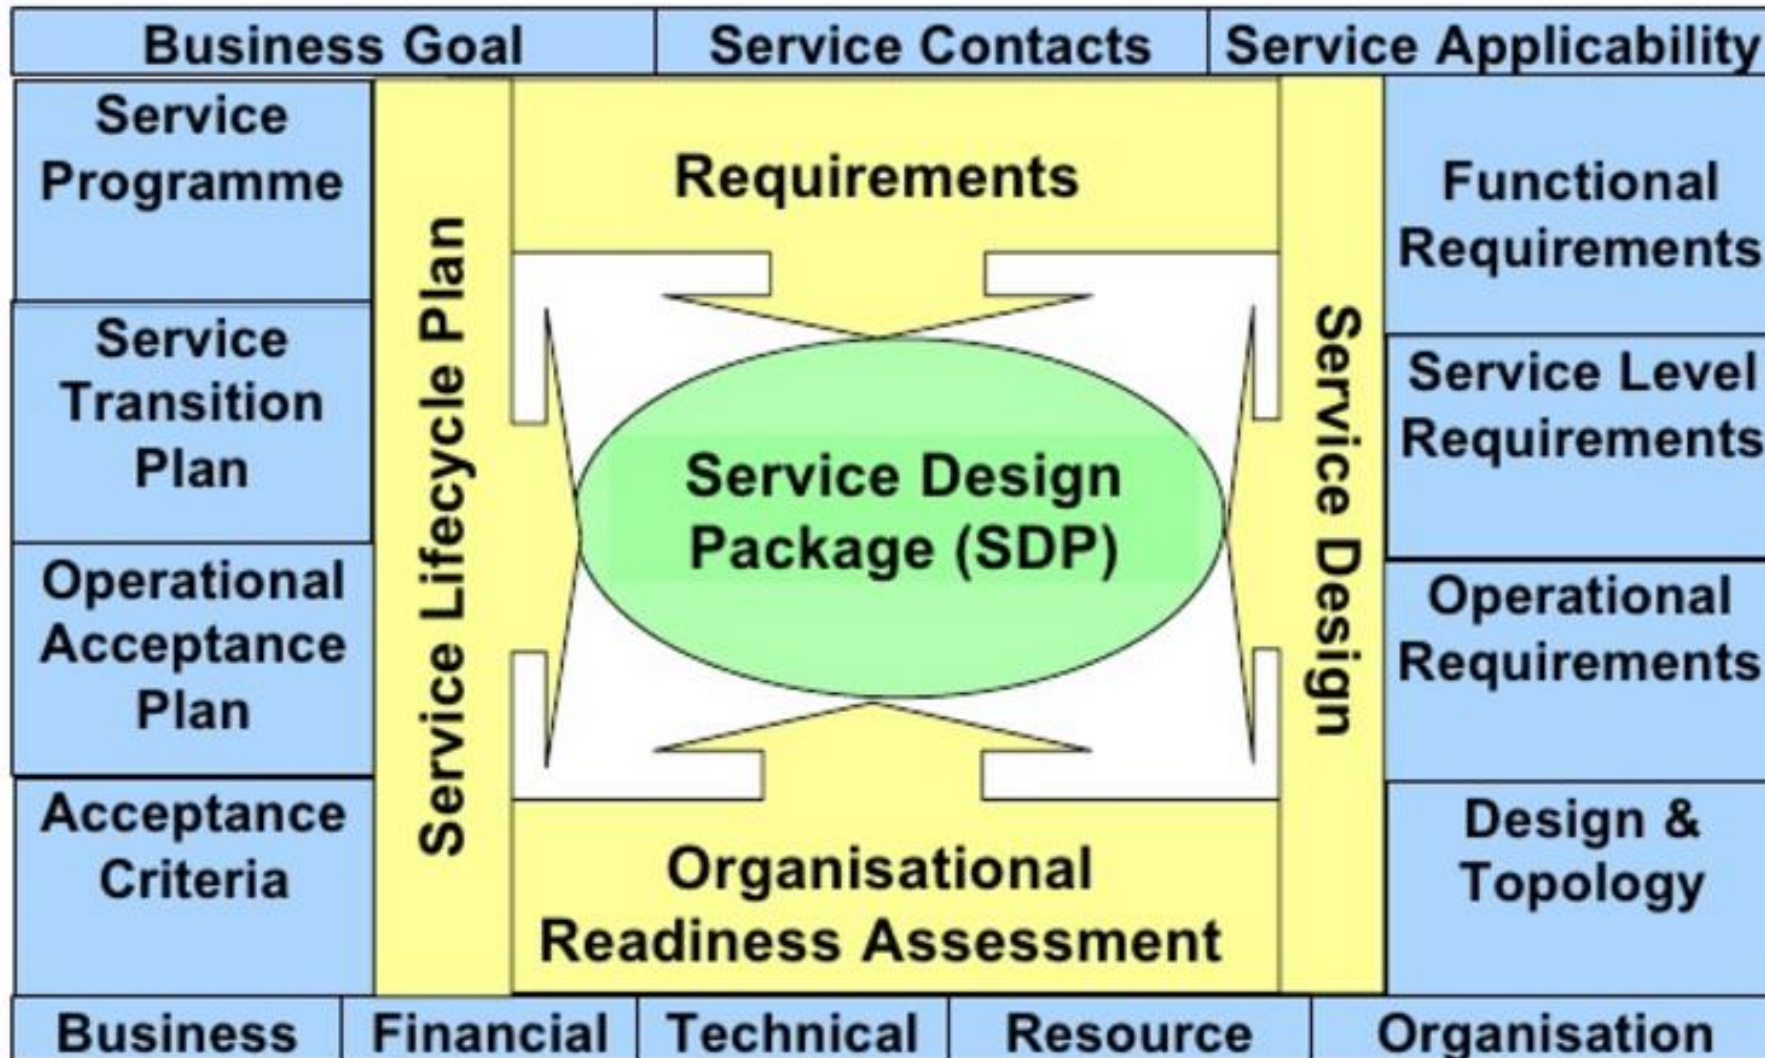 Business Goal
Service Contacts
Service Applicability
Service
Programme
Service
Transition
Plan
Operational
Acceptance
Plan
Acceptance
Criteria
Service Lifecycle Plan
Requirements
Service Design
Package (SDP)
Organisational
Readiness Assessment
Service Design
Functional
Requirements
Service Level
Requirements
Operational
Requirements
Design &
Topology
Business
Financial
Technical
Resource
Organisation